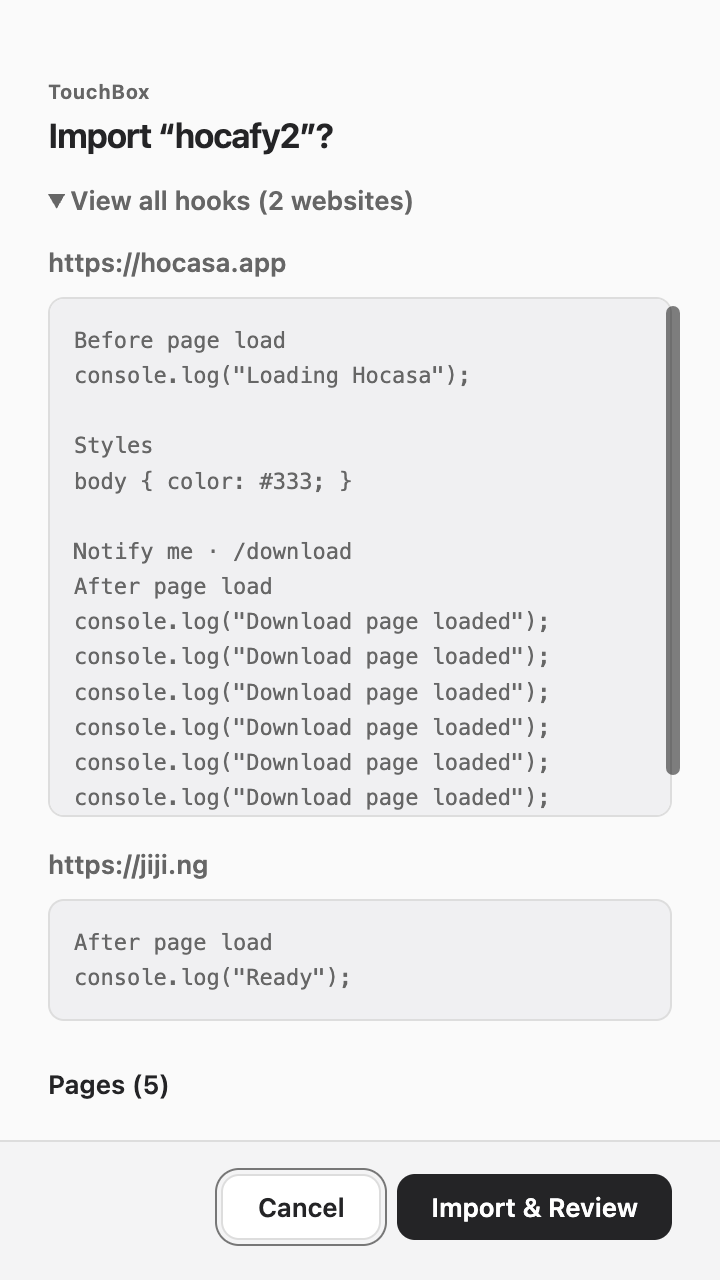 TouchBox
Import “hocafy2”?
▼ View all hooks (2 websites)
https://hocasa.app
Before page load
console.log("Loading Hocasa");
Styles
body { color: #333; }
Notify me · /download
After page load
console.log("Download page loaded");
console.log("Download page loaded");
console.log("Download page loaded");
console.log("Download page loaded");
console.log("Download page loaded");
console.log("Download page loaded");
https://jiji.ng
After page load
console.log("Ready");
Pages (5)
Cancel
Import & Review